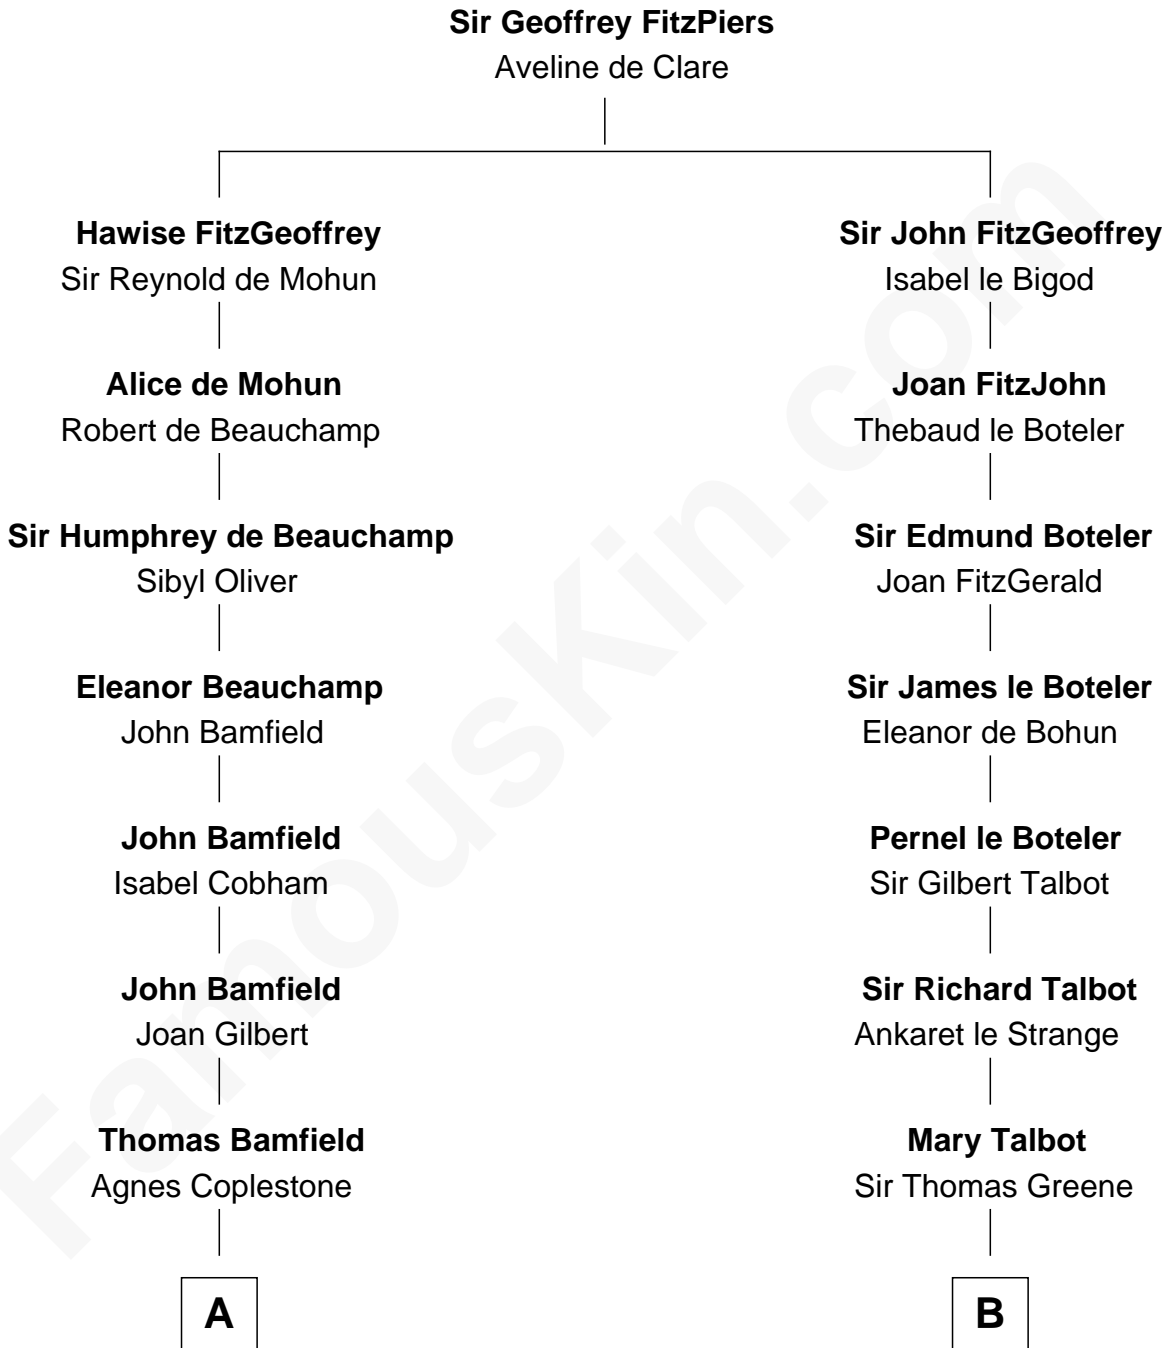 Sir Geoffrey FitzPiers
Aveline de Clare
Hawise FitzGeoffrey
Sir Reynold de Mohun
Alice de Mohun
Robert de Beauchamp
Sir Humphrey de Beauchamp
Sibyl Oliver
Eleanor Beauchamp
John Bamfield
John Bamfield
Isabel Cobham
John Bamfield
Joan Gilbert
Thomas Bamfield
Agnes Coplestone
A
Sir John FitzGeoffrey
Isabel le Bigod
Joan FitzJohn
Thebaud le Boteler
Sir Edmund Boteler
Joan FitzGerald
Sir James le Boteler
Eleanor de Bohun
Pernel le Boteler
Sir Gilbert Talbot
Sir Richard Talbot
Ankaret le Strange
Mary Talbot
Sir Thomas Greene
B
FamousKin.com